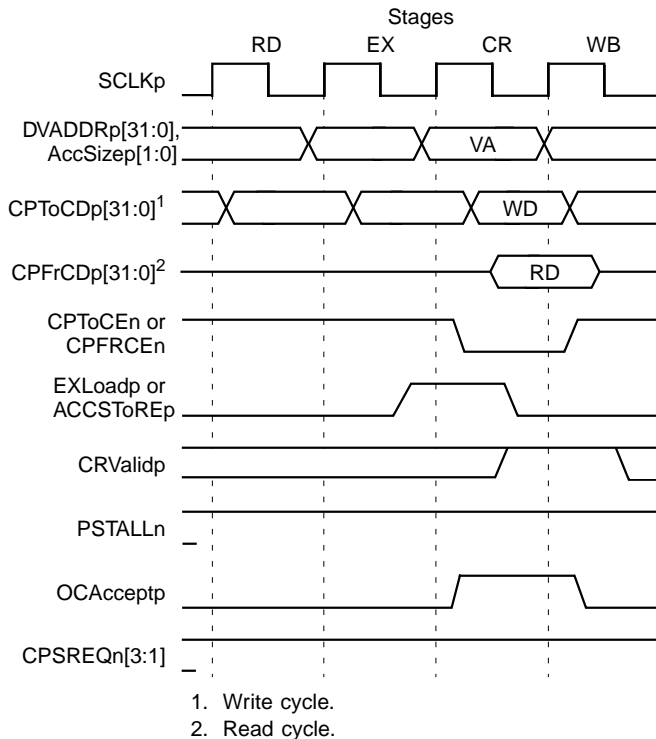 Stages
RD EX CR WB
SCLKp
DVADDRp[31:0],
AccSizep[1:0]
VA
CPToCDp[31:0]1
WD
CPFrCDp[31:0]2
RD
CPToCEn or
CPFRCEn
EXLoadp or
ACCSToREp
CRValidp
PSTALLn
OCAcceptp
CPSREQn[3:1]
1. Write cycle.
2. Read cycle.